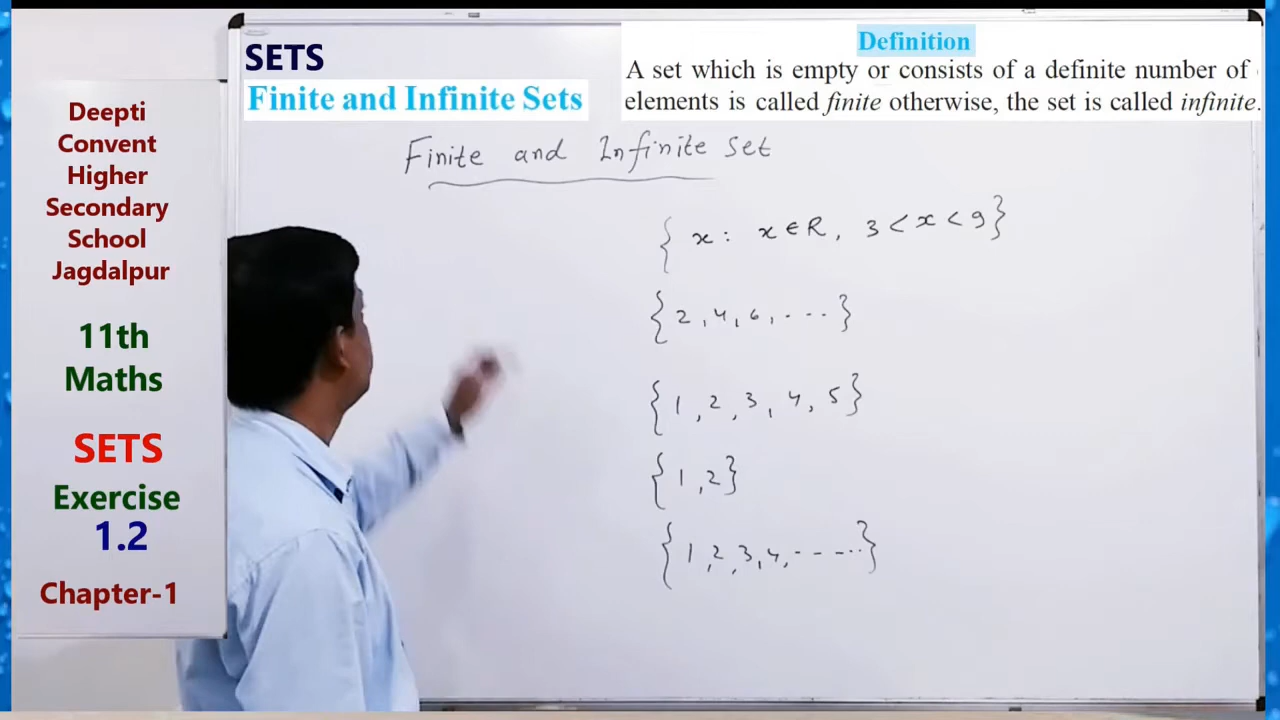 Deepti
Convent
Higher
Secondary
School
Jagdalpur
11th
Maths
SETS
Exercise
1.2
Chapter-1
SETS
Finite and Infinite Sets
Definition
A set which is empty or consists of a definite number of
elements is called finite otherwise, the set is called infinite.
Finite and Infinite Set
{ x : x ∈ R, 3 < x < 9}
{2, 4, 6, ....}
{1, 2, 3, 4, 5}
{1, 2}
{1, 2, 3, 4, - - - ...}